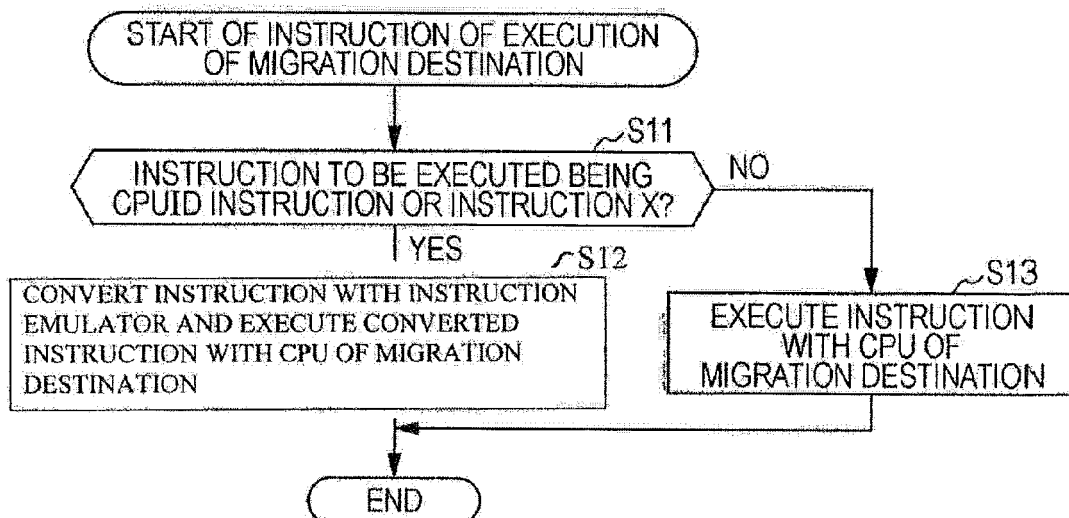 START OF INSTRUCTION OF EXECUTION
OF MIGRATION DESTINATION
S11
INSTRUCTION TO BE EXECUTED BEING
CPUID INSTRUCTION OR INSTRUCTION X?
NO
YES
S12
CONVERT INSTRUCTION WITH INSTRUCTION
EMULATOR AND EXECUTE CONVERTED
INSTRUCTION WITH CPU OF MIGRATION
DESTINATION
S13
EXECUTE INSTRUCTION
WITH CPU OF
MIGRATION DESTINATION
END